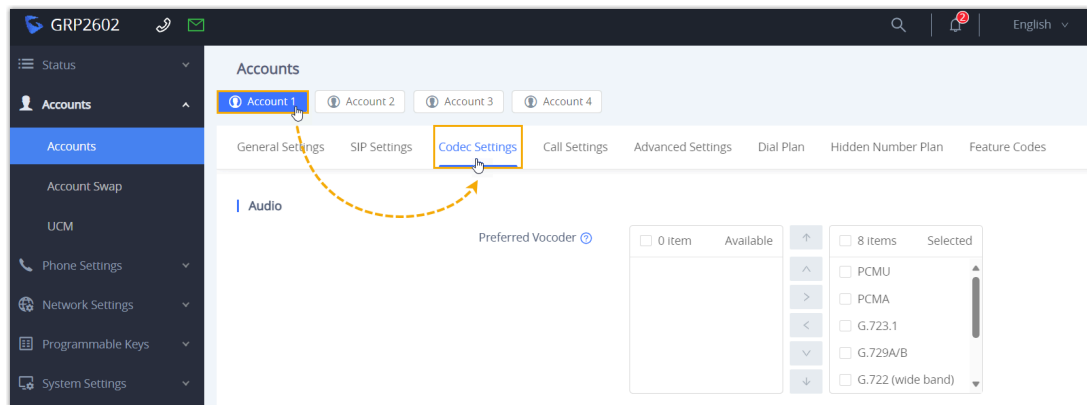 GRP2602
2
English
Status
Accounts
Accounts
Account Swap
UCM
Phone Settings
Network Settings
Programmable Keys
System Settings
Accounts
Account 1 Account 2 Account 3 Account 4
General Settings SIP Settings Codec Settings Call Settings Advanced Settings Dial Plan Hidden Number Plan Feature Codes
Audio
Preferred Vocoder
0 item Available
8 items Selected
PCMU
PCMA
G.723.1
G.729A/B
G.722 (wide band)